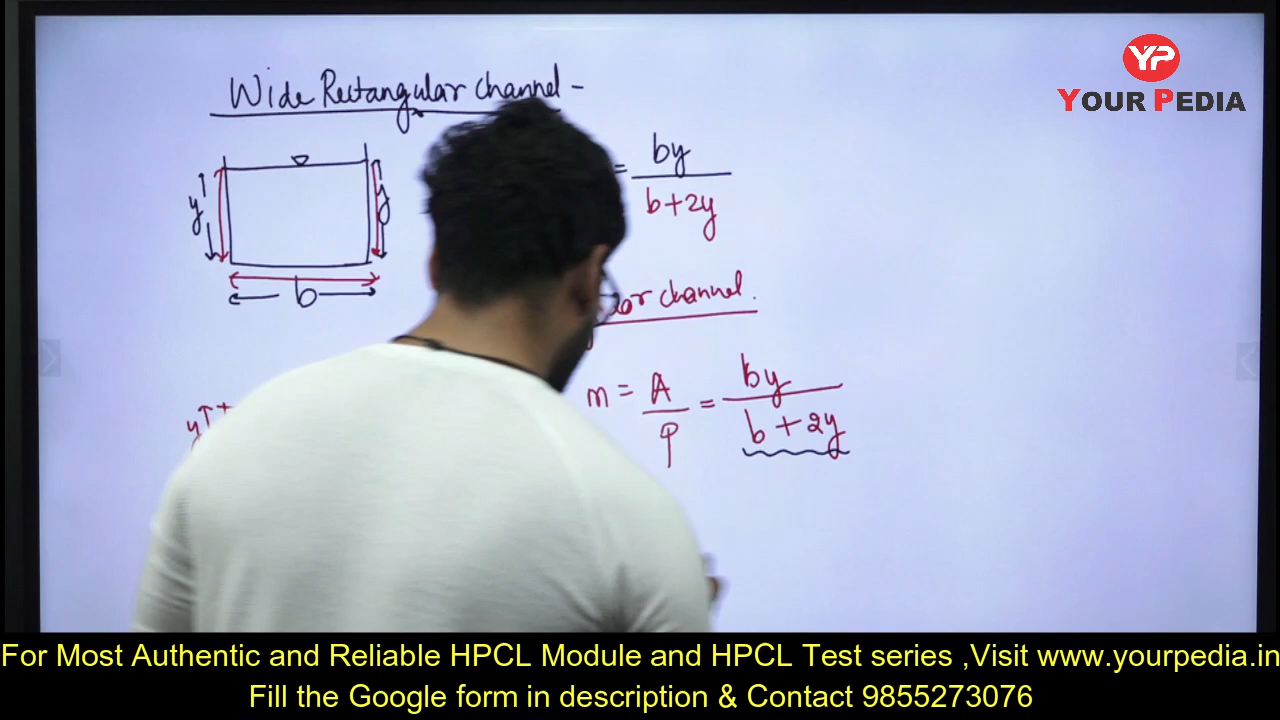 YP
YOUR PEDIA
Wide Rectangular Channel -
= by
b+2y
y
y
b
or channel.
m = A = by
P b + 2y
y↑
For Most Authentic and Reliable HPCL Module and HPCL Test series ,Visit www.yourpedia.in
Fill the Google form in description & Contact 9855273076